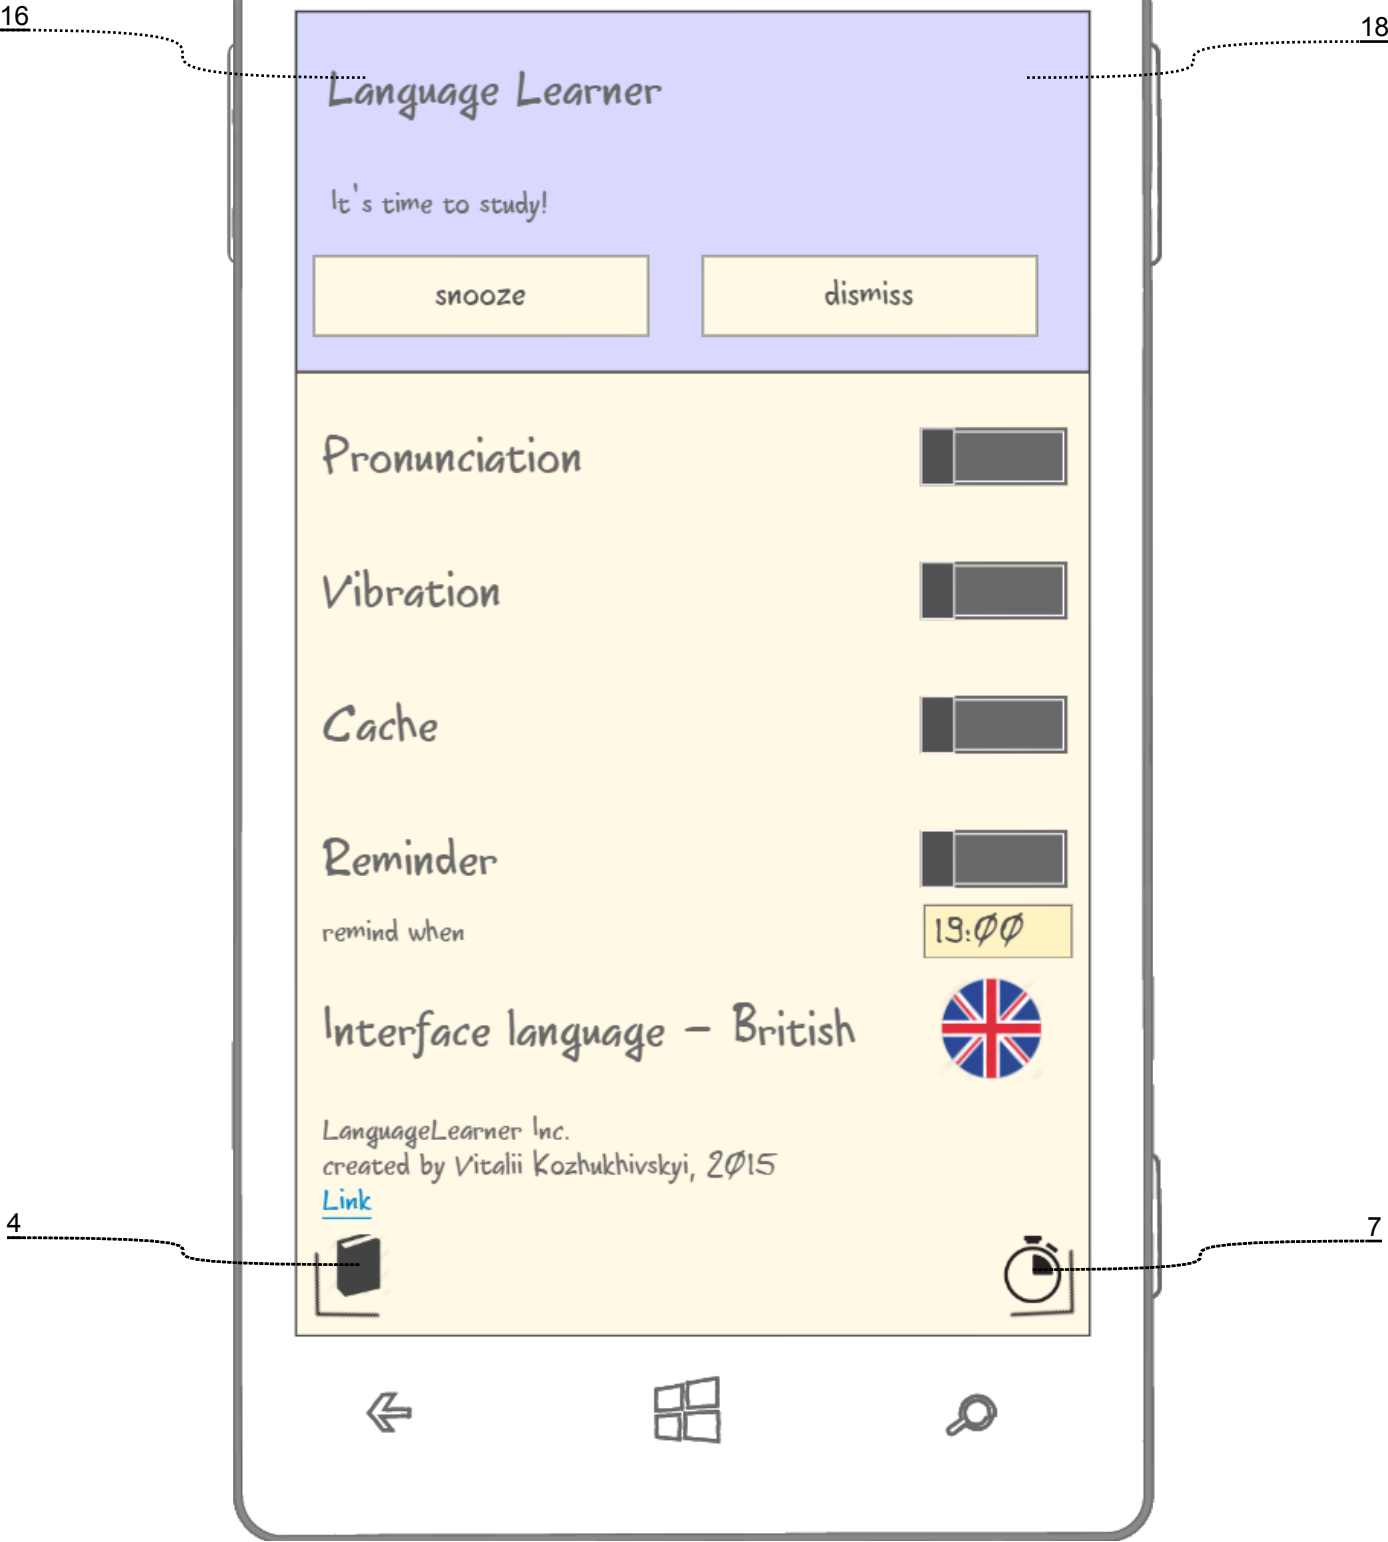 16
18
Language Learner
It's time to study!
snooze
dismiss
Pronunciation
Vibration
Cache
Reminder
remind when
19:00
Interface language - British
LanguageLearner Inc.
created by Vitalii Kozhukhivskyi, 2015
Link
4
7